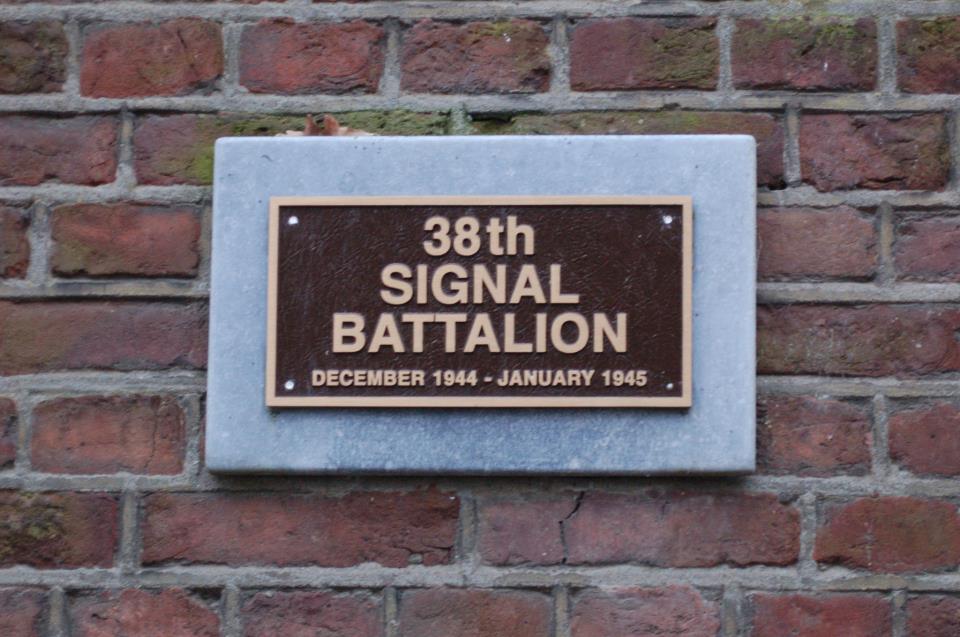 38th
SIGNAL
BATTALION
DECEMBER 1944 - JANUARY 1945